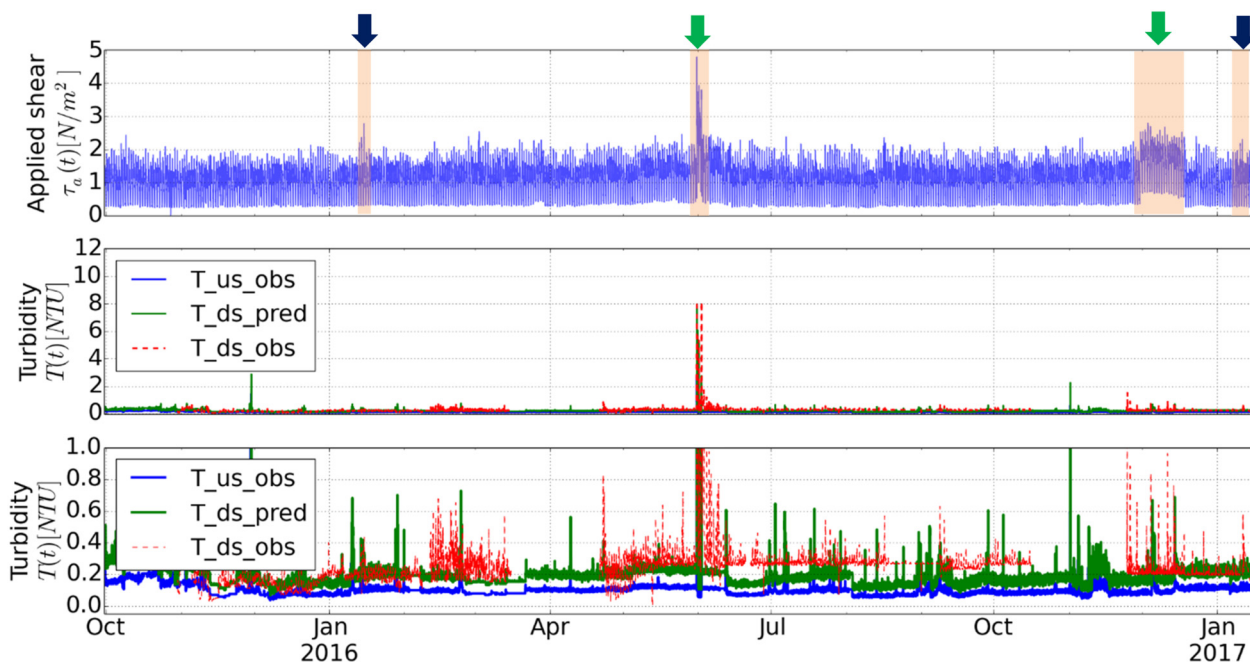 Applied shear
τ_a(t)[N/m²]
5
4
3
2
1
0
Turbidity
T(t)[NTU]
12
10
8
6
4
2
0
T_us_obs
T_ds_pred
T_ds_obs
Turbidity
T(t)[NTU]
1.0
0.8
0.6
0.4
0.2
0.0
T_us_obs
T_ds_pred
T_ds_obs
Oct Jan Apr Jul Oct Jan
2016 2017